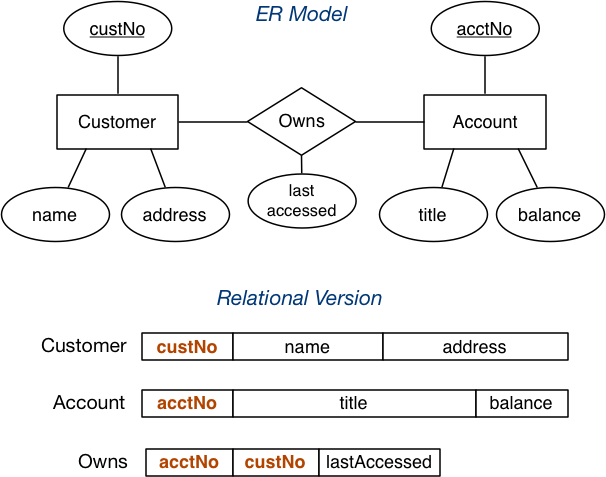 ER Model
custNo
acctNo
Customer
Owns
Account
name
address
last
accessed
title
balance
Relational Version
Customer custNo name address
Account acctNo title balance
Owns acctNo custNo lastAccessed